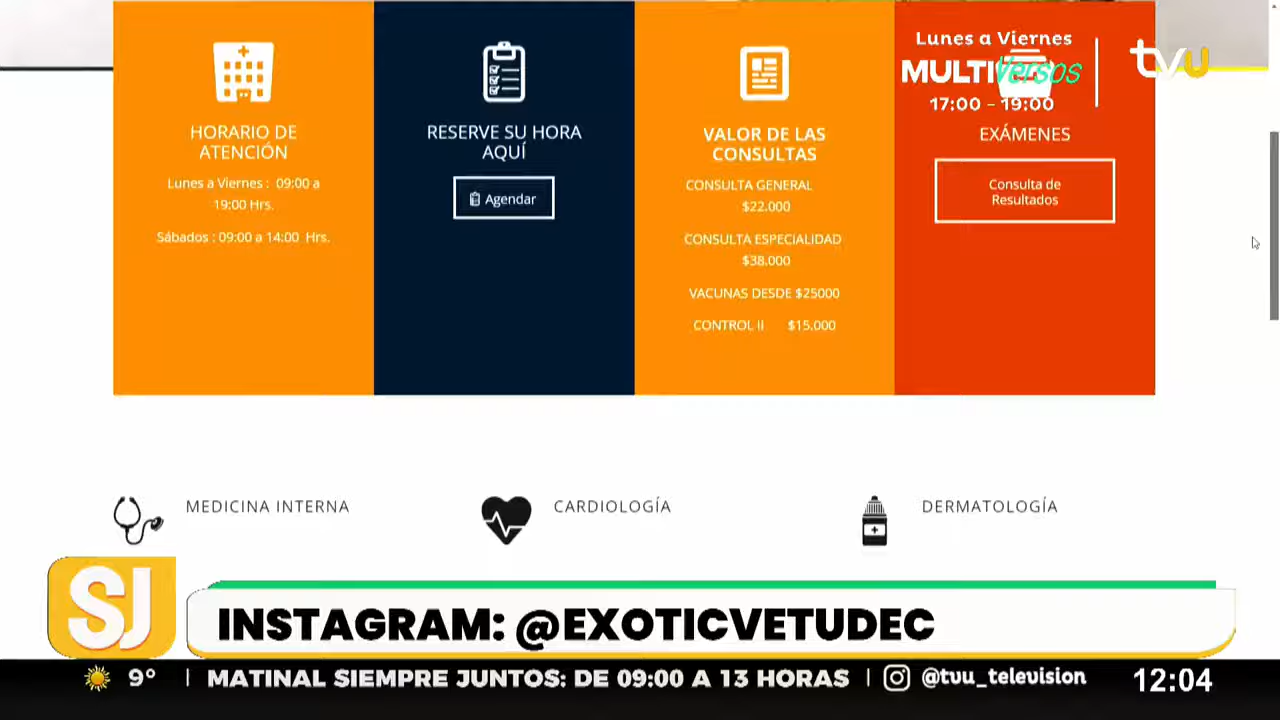 HORARIO DE
ATENCIÓN
Lunes a Viernes : 09:00 a
19:00 Hrs.
Sábados : 09:00 a 14:00 Hrs.
RESERVE SU HORA
AQUÍ
Agendar
VALOR DE LAS
CONSULTAS
CONSULTA GENERAL
$22.000
CONSULTA ESPECIALIDAD
$38.000
VACUNAS DESDE $25000
CONTROL II $15.000
Lunes a Viernes
MULTIVersos
17:00 - 19:00
tvu
EXÁMENES
Consulta de
Resultados
MEDICINA INTERNA
CARDIOLOGÍA
DERMATOLOGÍA
SJ
INSTAGRAM: @EXOTICVETUDEC
9° | MATINAL SIEMPRE JUNTOS: DE 09:00 A 13 HORAS | @tvu_television
12:04